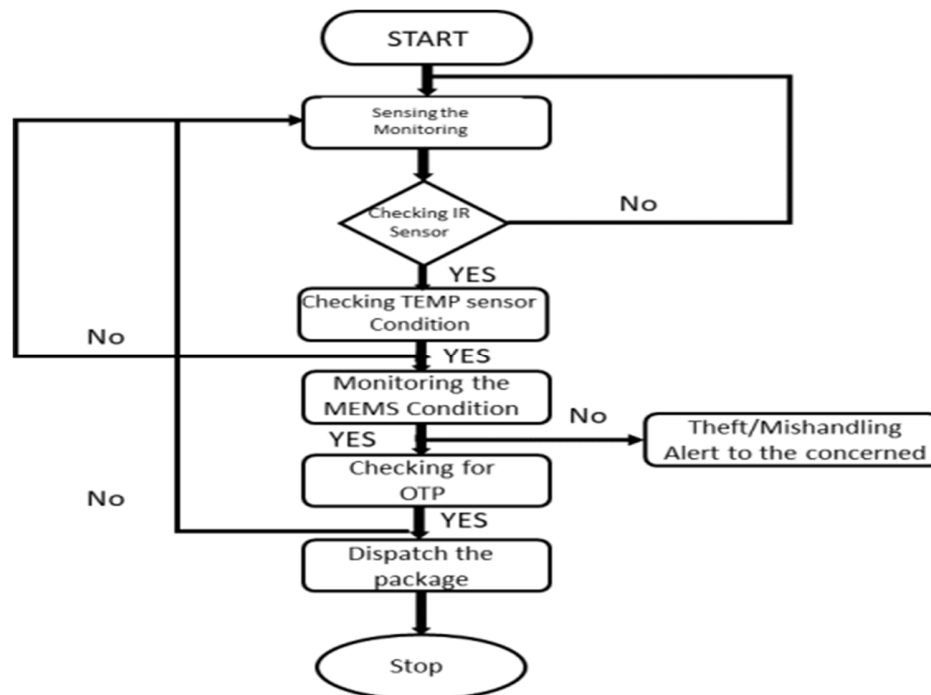 START
Sensing the
Monitoring
Checking IR
Sensor
No
YES
Checking TEMP sensor
Condition
No
YES
Monitoring the
MEMS Condition
No
Theft/Mishandling
Alert to the concerned
YES
Checking for
OTP
No
YES
Dispatch the
package
Stop